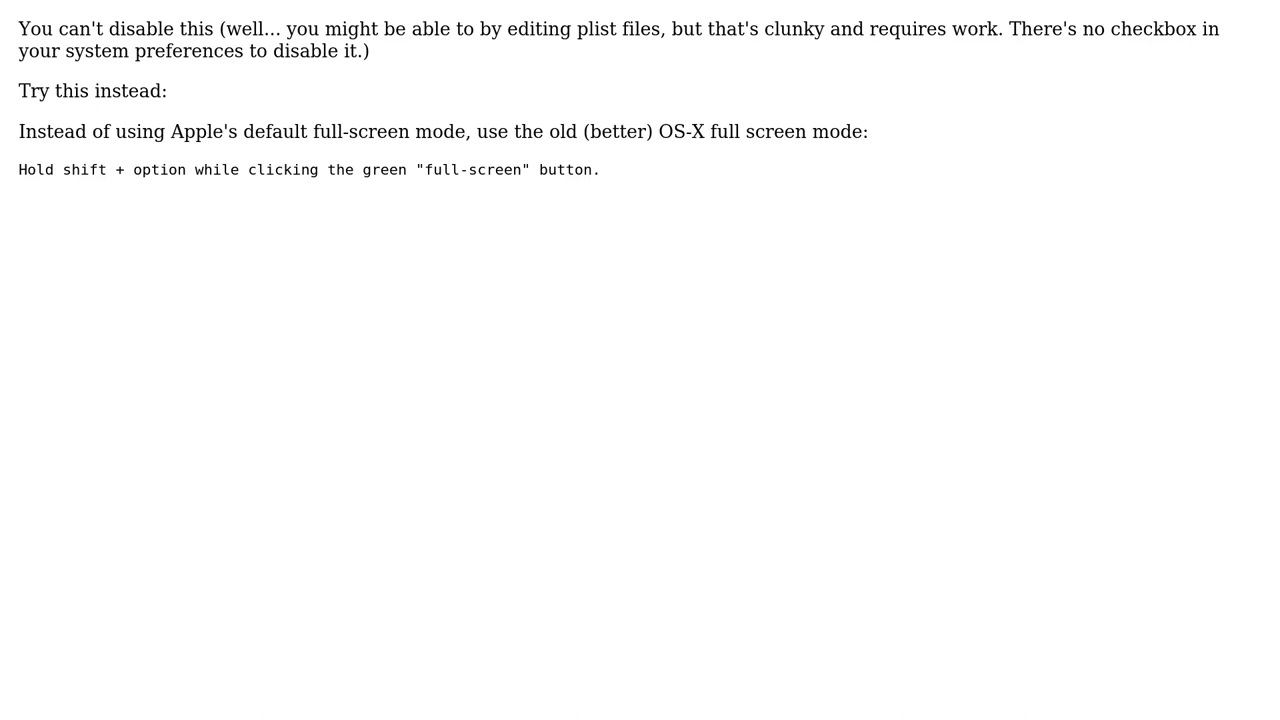 You can't disable this (well... you might be able to by editing plist files, but that's clunky and requires work. There's no checkbox in
your system preferences to disable it.)
Try this instead:
Instead of using Apple's default full-screen mode, use the old (better) OS-X full screen mode:
Hold shift + option while clicking the green "full-screen" button.